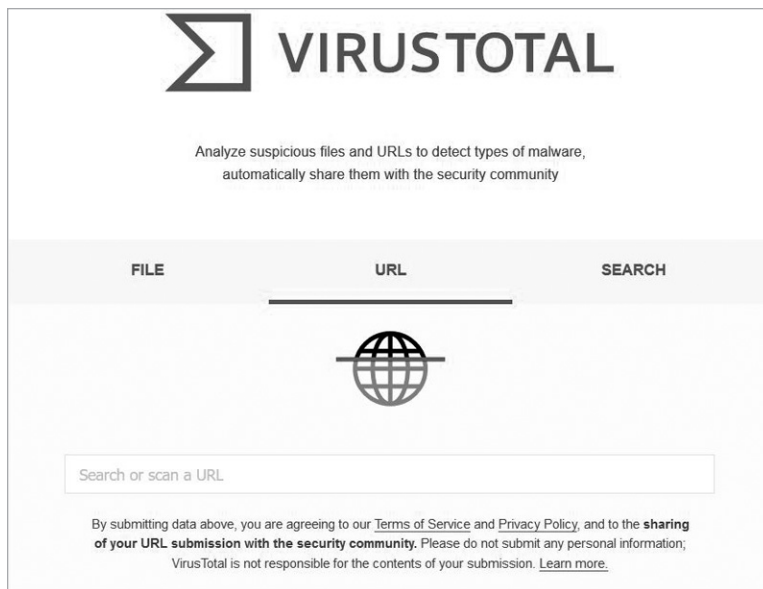 VIRUSTOTAL
Analyze suspicious files and URLs to detect types of malware,
automatically share them with the security community
FILE
URL
SEARCH
Search or scan a URL
By submitting data above, you are agreeing to our Terms of Service and Privacy Policy, and to the sharing
of your URL submission with the security community. Please do not submit any personal information;
VirusTotal is not responsible for the contents of your submission. Learn more.